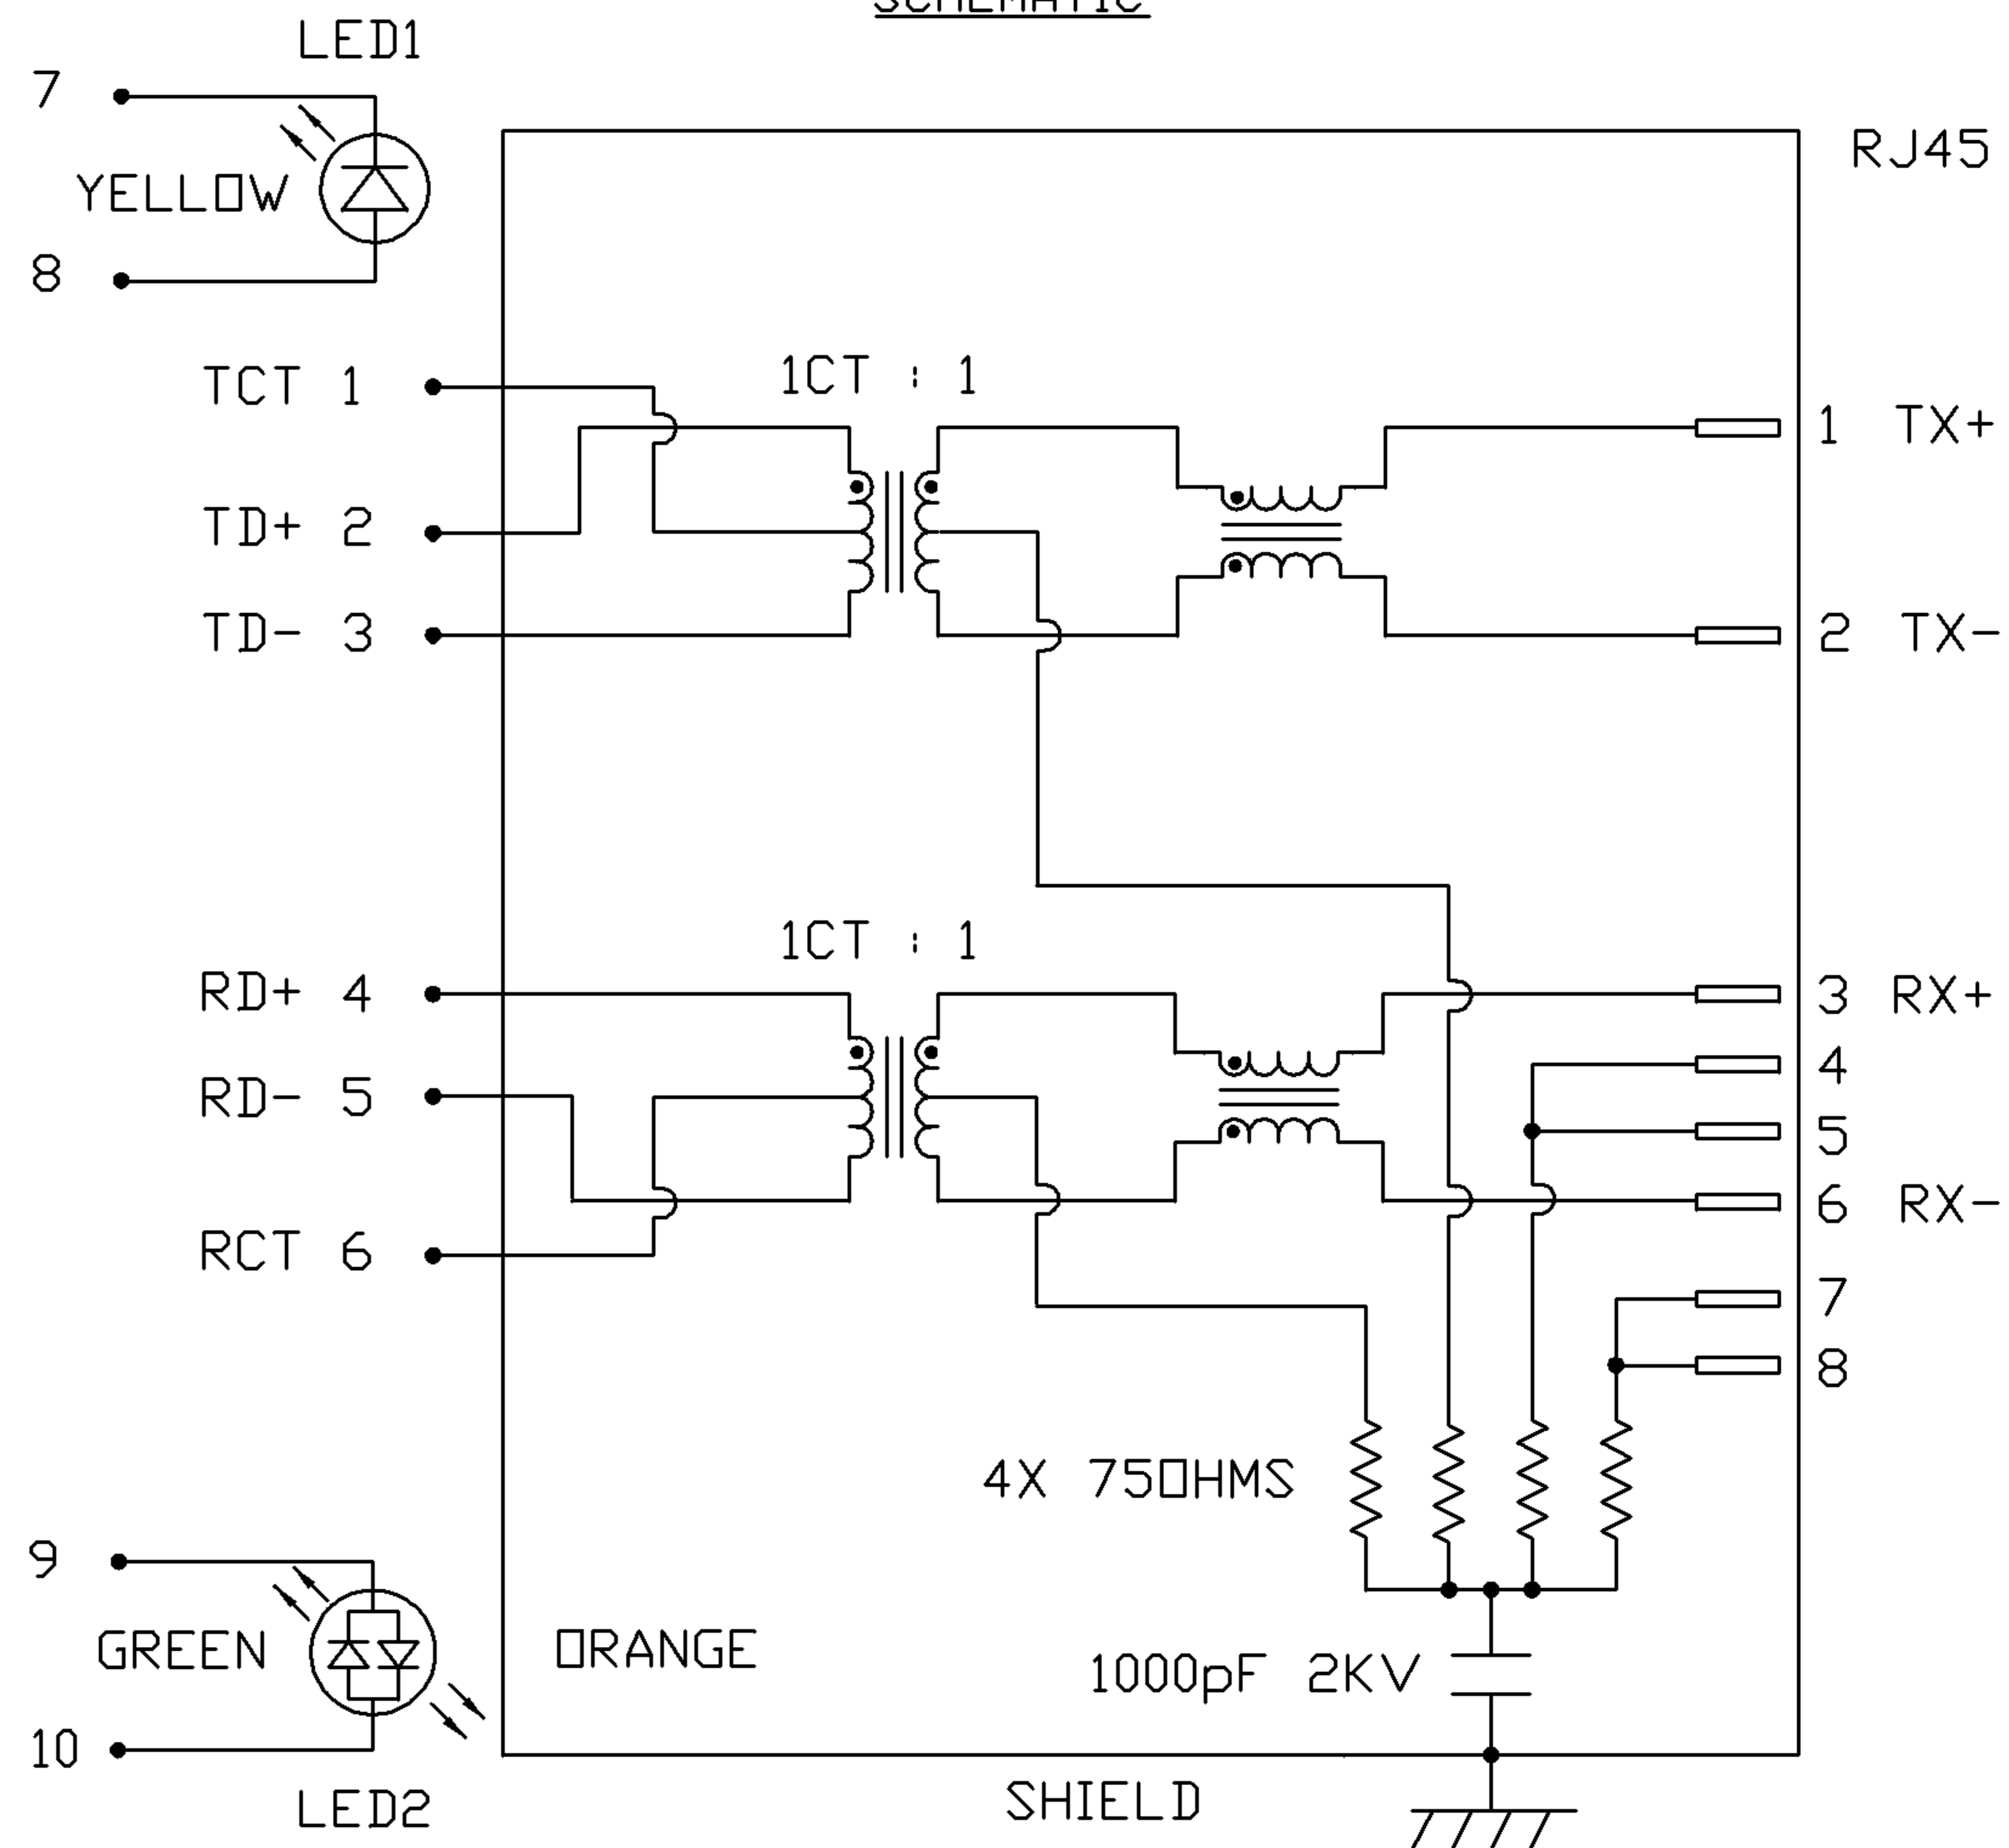 SCHEMATIC
LED1
7
YELLOW
8
RJ45
TCT 1
1CT : 1
1 TX+
TD+ 2
TD- 3
2 TX-
1CT : 1
RD+ 4
3 RX+
4
RD- 5
5
6 RX-
RCT 6
7
8
4X 75OHMS
9
GREEN
ORANGE
1000pF 2KV
10
LED2
SHIELD